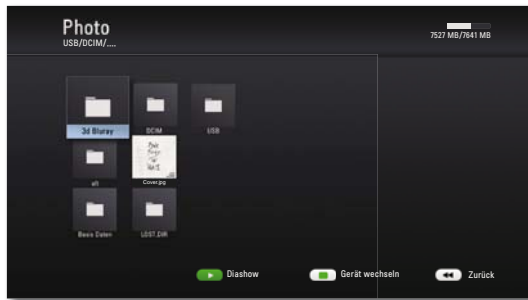 Photo
USB/DCIM/....
7527 MB/7641 MB
3d Bluray
DCIM
USB
Cover.jpg
Basis Daten
LOST.DIR
Diashow
Gerät wechseln
Zurück